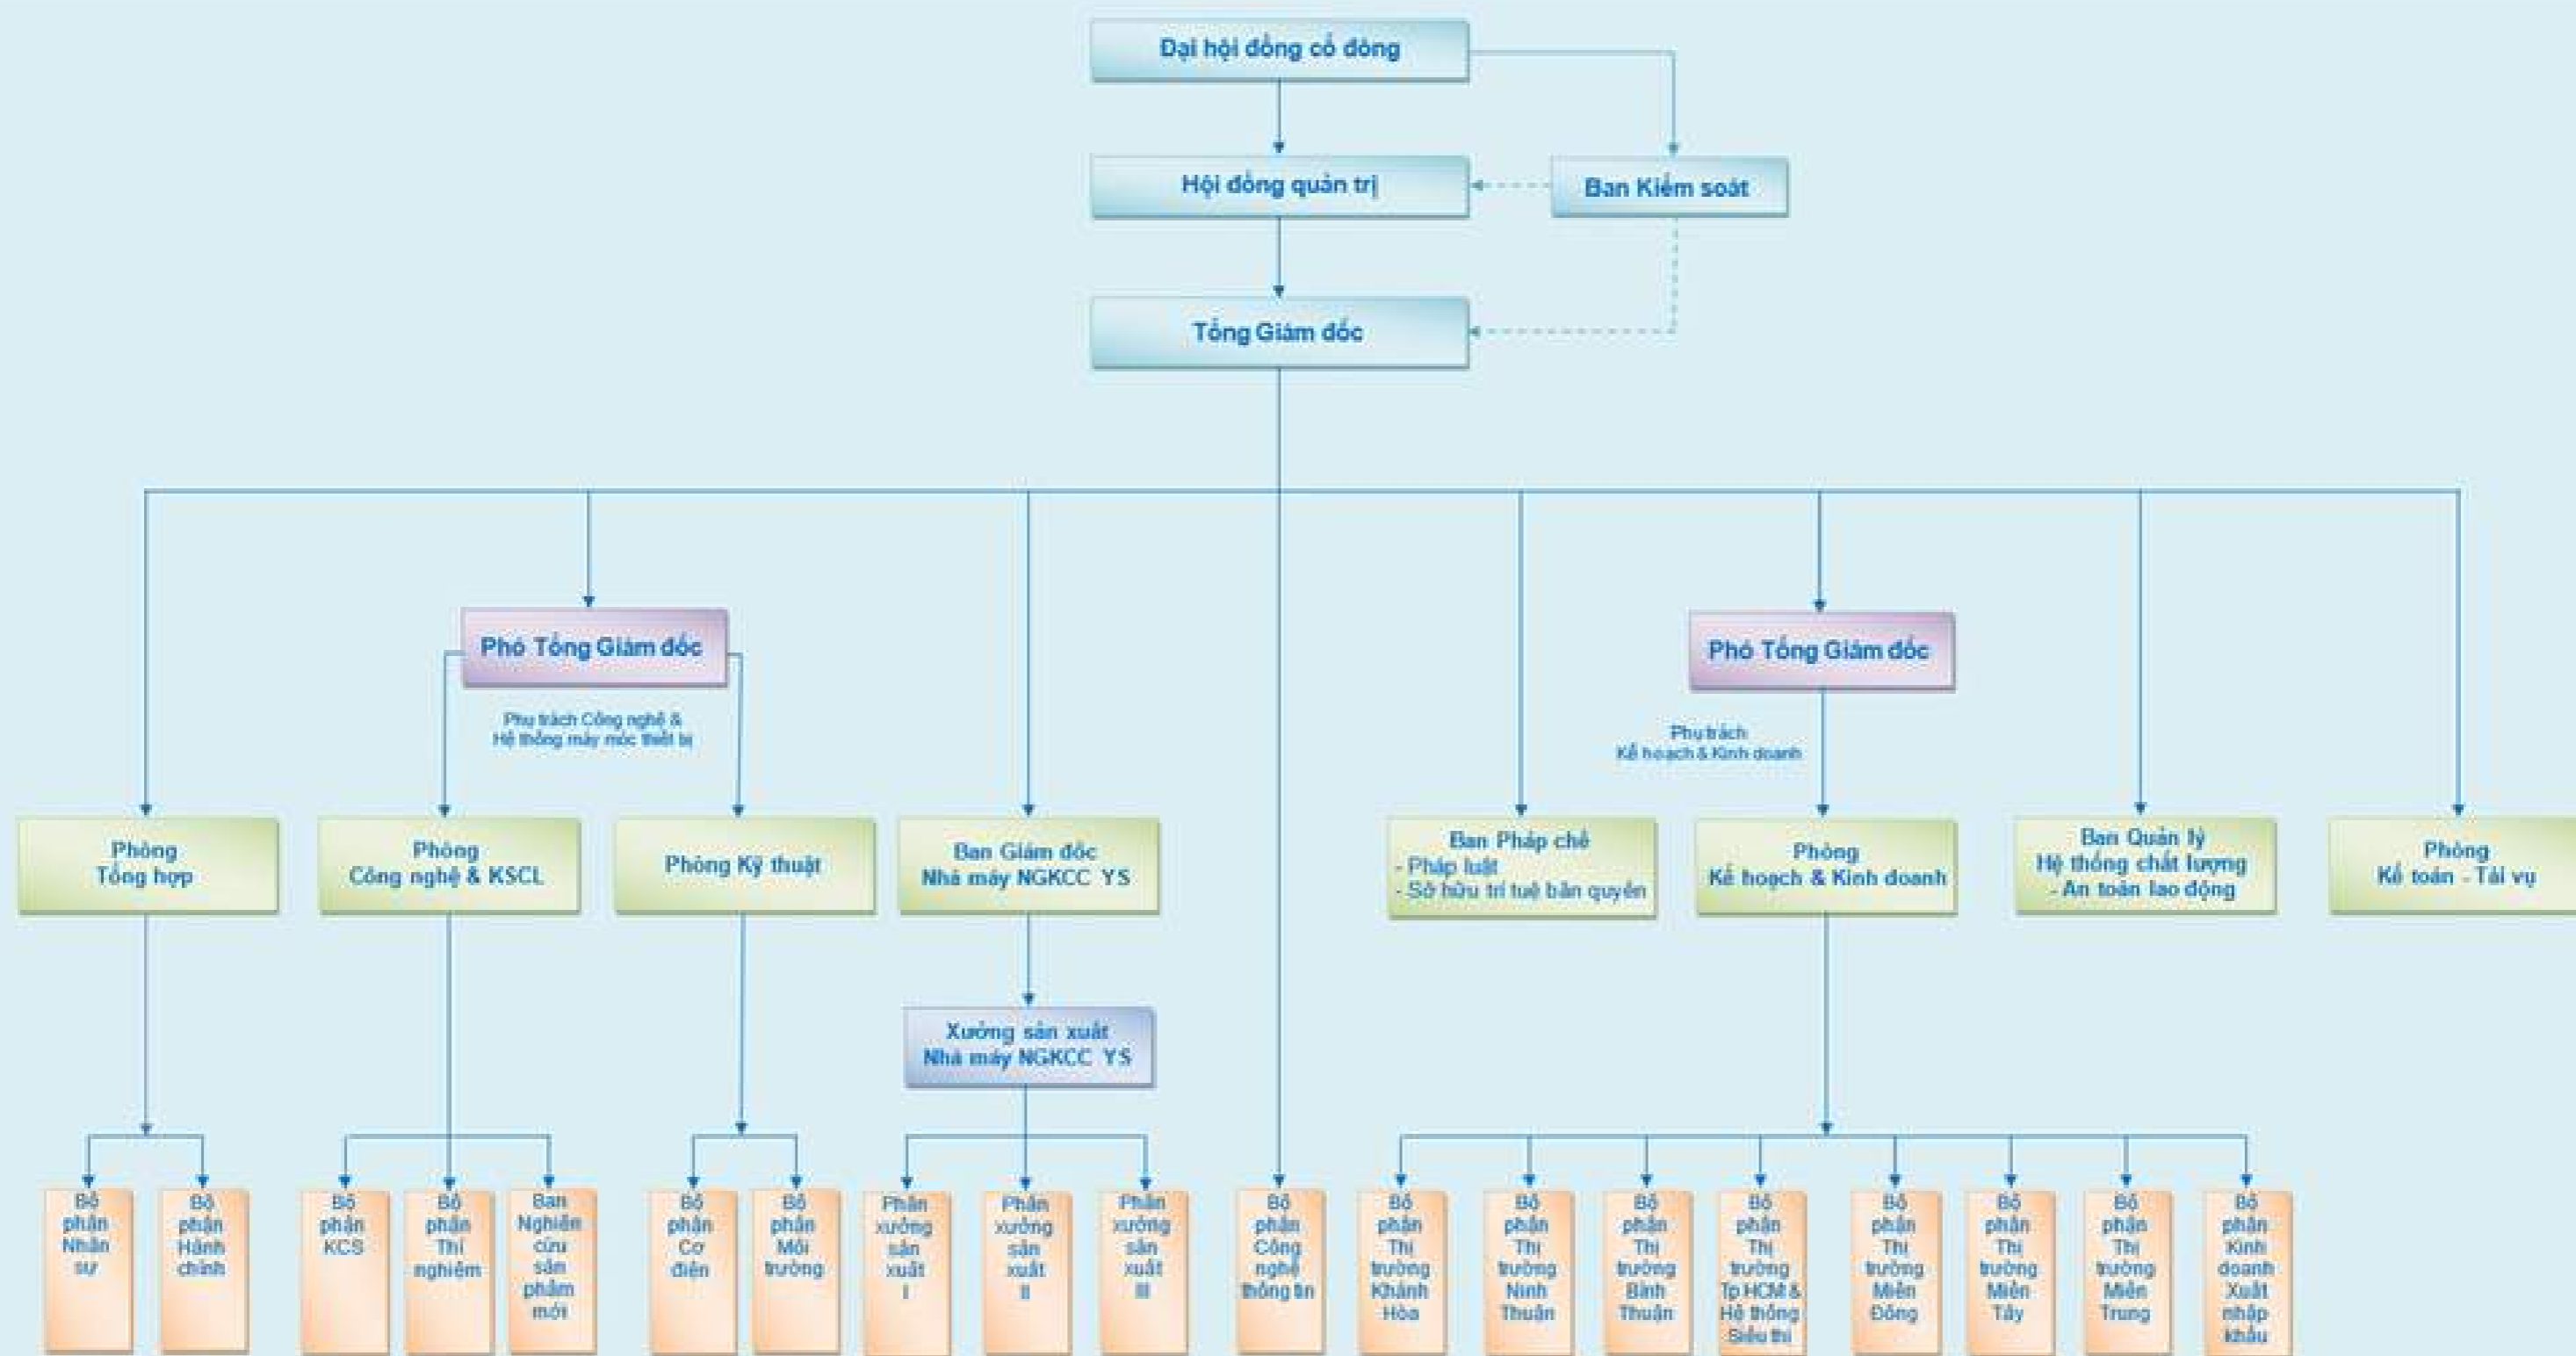 Đại hội đồng cổ đông
Hội đồng quản trị
Ban Kiểm soát
Tổng Giám đốc
Phó Tổng Giám đốc
Phụ trách Công nghệ &
Hệ thống máy móc thiết bị
Phó Tổng Giám đốc
Phụ trách
Kế hoạch & Kinh doanh
Phòng
Tổng hợp
Phòng
Công nghệ & KSCL
Phòng Kỹ thuật
Ban Giám đốc
Nhà máy NGKCC YS
Ban Pháp chế
- Pháp luật
- Sở hữu trí tuệ bản quyền
Phòng
Kế hoạch & Kinh doanh
Ban Quản lý
Hệ thống chất lượng
- An toàn lao động
Phòng
Kế toán - Tài vụ
Xưởng sản xuất
Nhà máy NGKCC YS
Bộ
phận
Nhân
sự
Bộ
phận
Hành
chính
Bộ
phận
KCS
Bộ
phận
Thí
nghiệm
Ban
Nghiên
cứu
sản
phẩm
mới
Bộ
phận
Cơ
điện
Bộ
phận
Môi
trường
Phân
xưởng
sản
xuất
I
Phân
xưởng
sản
xuất
II
Phân
xưởng
sản
xuất
III
Bộ
phận
Công
nghệ
thông tin
Bộ
phận
Thị
trường
Khánh
Hòa
Bộ
phận
Thị
trường
Ninh
Thuận
Bộ
phận
Thị
trường
Bình
Thuận
Bộ
phận
Thị
trường
Tp HCM &
Hệ thống
Siêu thị
Bộ
phận
Thị
trường
Miền
Đông
Bộ
phận
Thị
trường
Miền
Tây
Bộ
phận
Thị
trường
Miền
Trung
Bộ
phận
Kinh
doanh
Xuất
nhập
khẩu